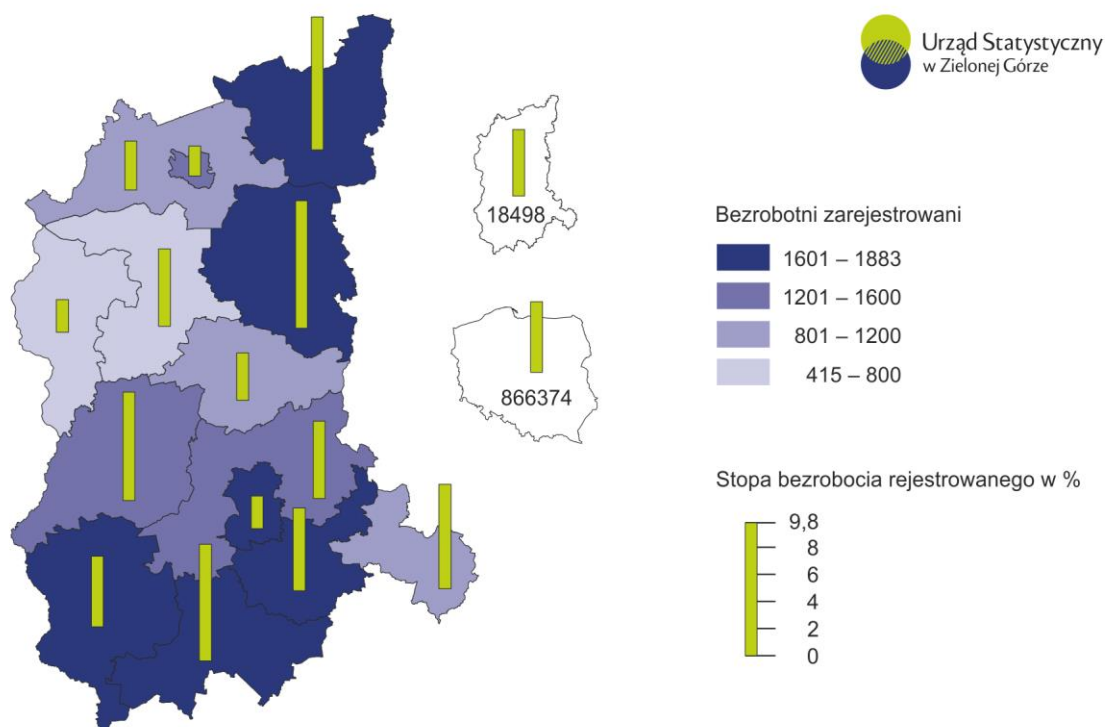 Urząd Statystyczny
w Zielonej Górze
18498
866374
Bezrobotni zarejestrowani
1601 – 1883
1201 – 1600
801 – 1200
415 – 800
Stopa bezrobocia rejestrowanego w %
9,8
8
6
4
2
0